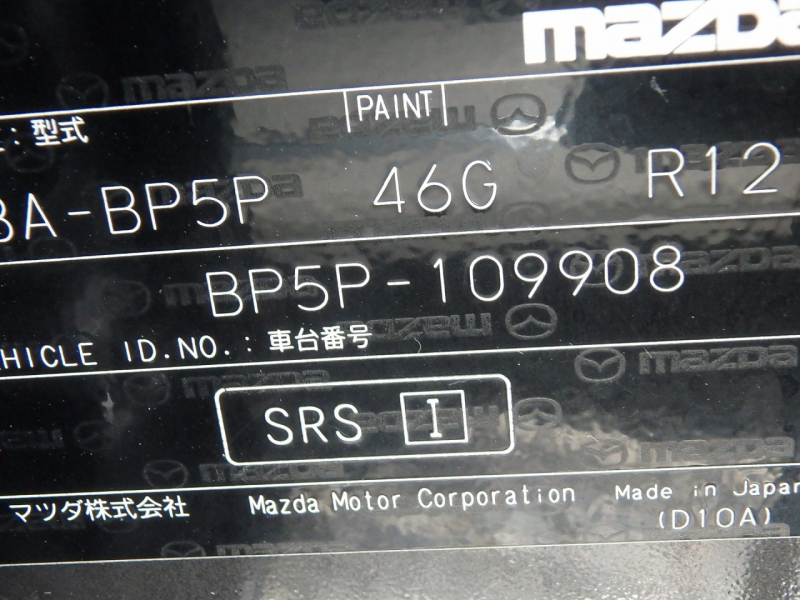 mazda
: 型式
PAINT
BA-BP5P 46G R12
BP5P-109908
HICLE ID.NO.: 車台番号
SRS I
マツダ株式会社 Mazda Motor Corporation Made in Japan
(D10A)